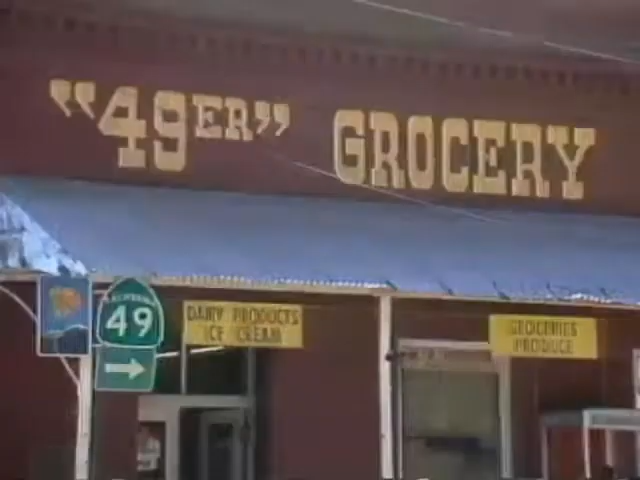 "49ER" GROCERY
CALIFORNIA
49
DAIRY PRODUCTS
ICE CREAM
GROCERIES
PRODUCE